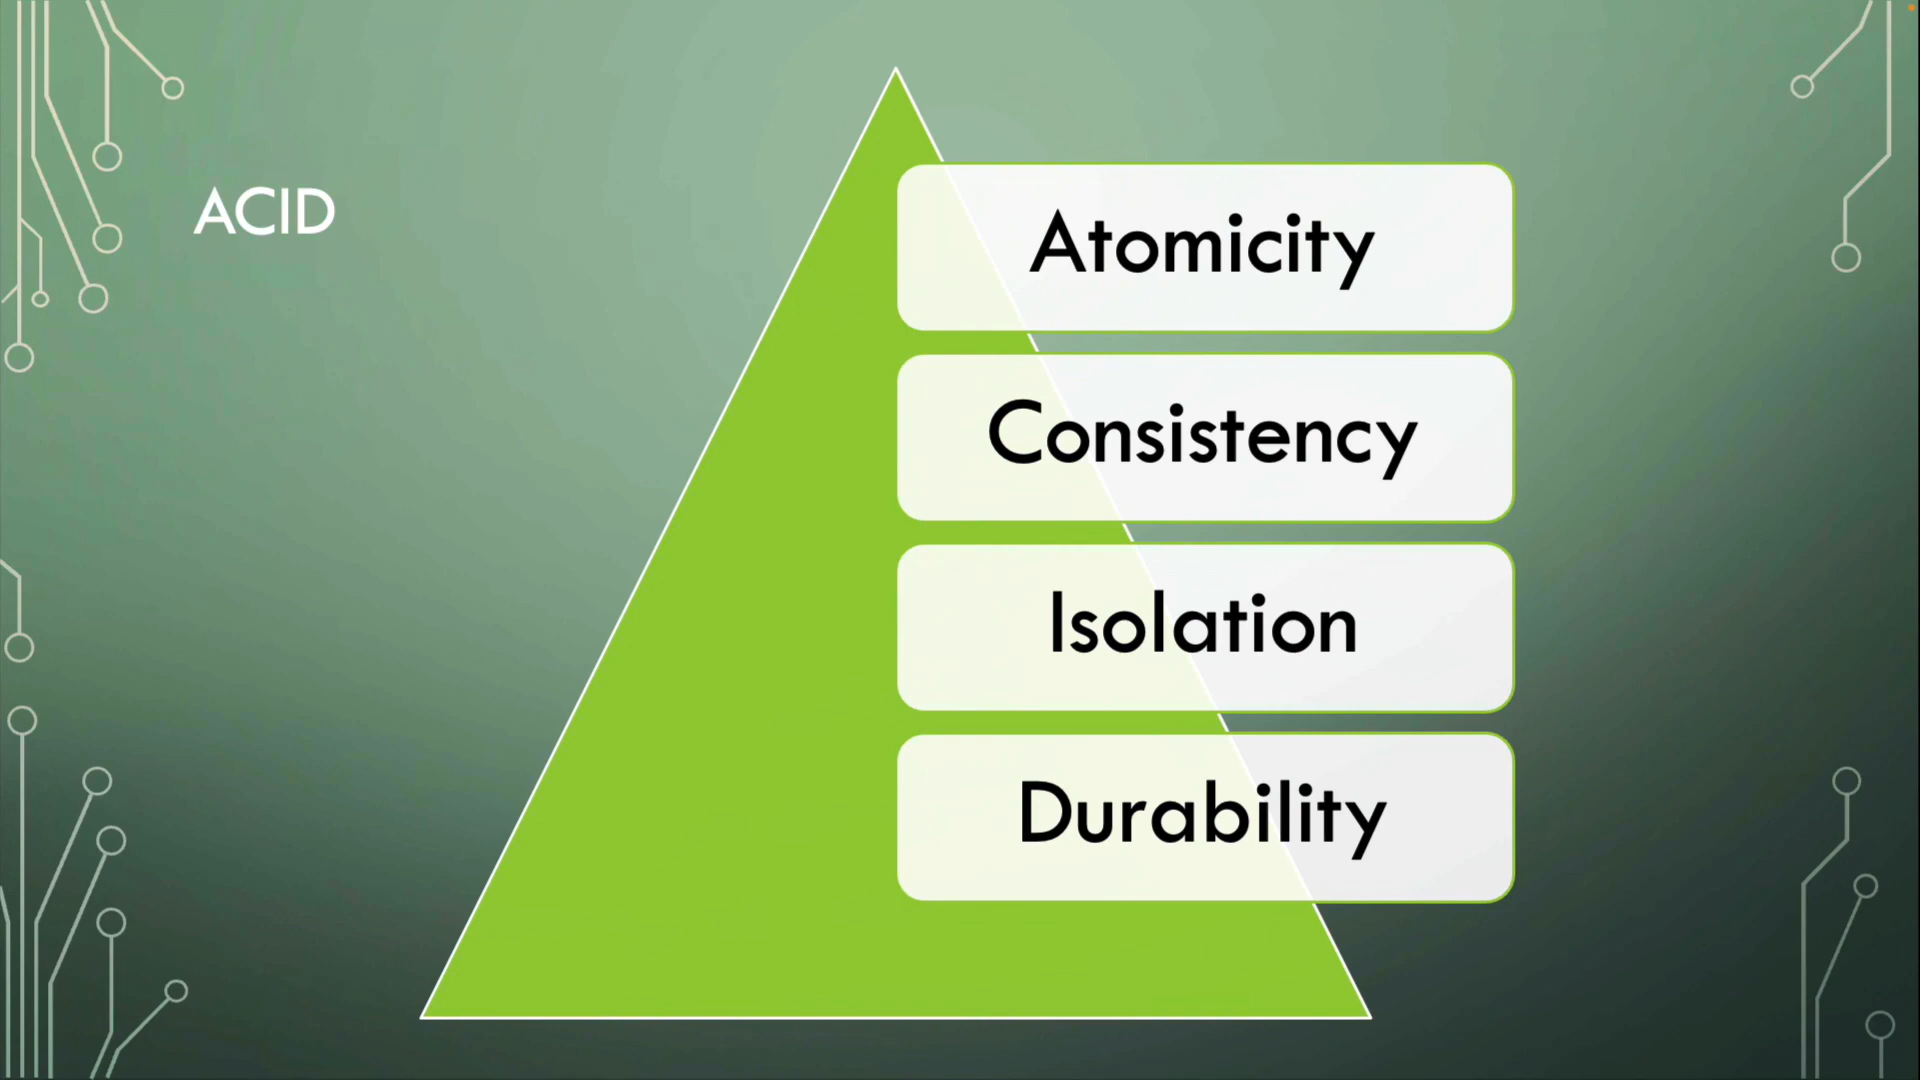 ACID
Atomicity
Consistency
Isolation
Durability